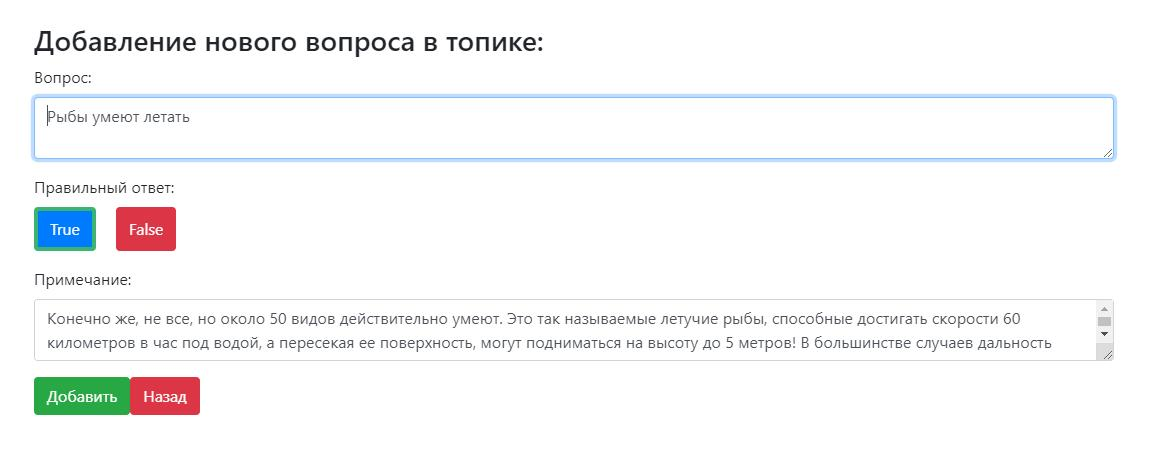 Добавление нового вопроса в топике:
Вопрос:
Рыбы умеют летать
Правильный ответ:
True False
Примечание:
Конечно же, не все, но около 50 видов действительно умеют. Это так называемые летучие рыбы, способные достигать скорости 60
километров в час под водой, а пересекая ее поверхность, могут подниматься на высоту до 5 метров! В большинстве случаев дальность
Добавить Назад